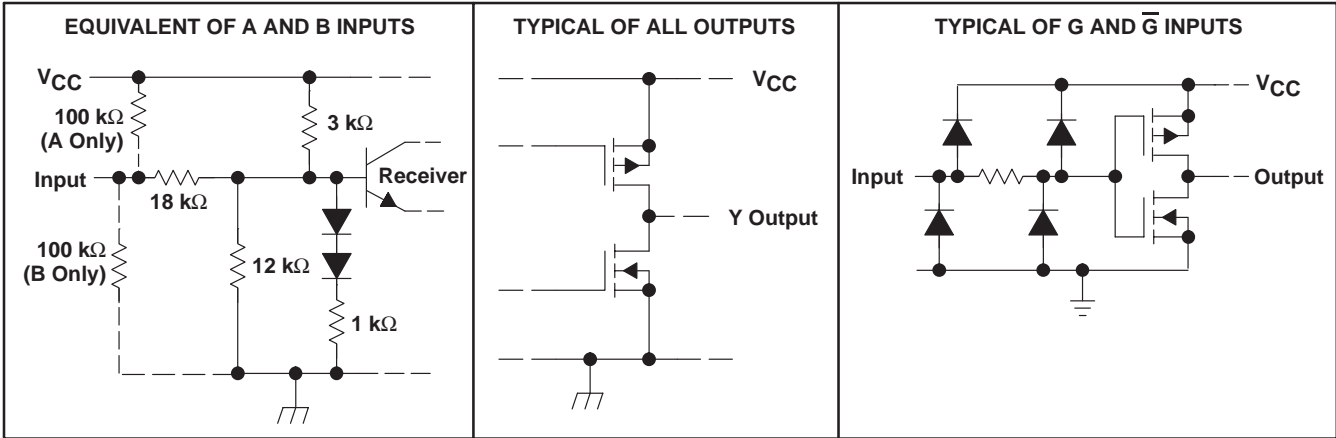 EQUIVALENT OF A AND B INPUTS
VCC
100 kΩ
(A Only)
3 kΩ
Input
18 kΩ
Receiver
100 kΩ
(B Only)
12 kΩ
1 kΩ
TYPICAL OF ALL OUTPUTS
VCC
Y Output
TYPICAL OF G AND G̅ INPUTS
VCC
Input
Output